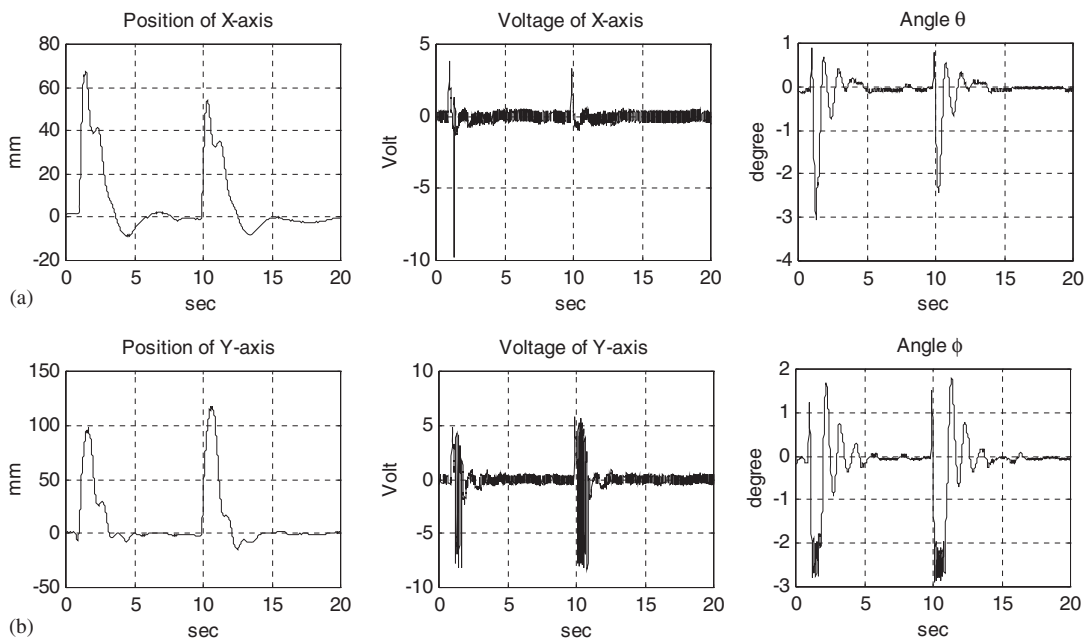 Position of X-axis
80
60
40
20
0
-20
mm
0 5 10 15 20
sec
Voltage of X-axis
5
0
-5
-10
Volt
0 5 10 15 20
sec
Angle θ
1
0
-1
-2
-3
-4
degree
0 5 10 15 20
sec
(a)
Position of Y-axis
150
100
50
0
-50
mm
0 5 10 15 20
sec
Voltage of Y-axis
10
5
0
-5
-10
Volt
0 5 10 15 20
sec
Angle ϕ
2
1
0
-1
-2
-3
degree
0 5 10 15 20
sec
(b)